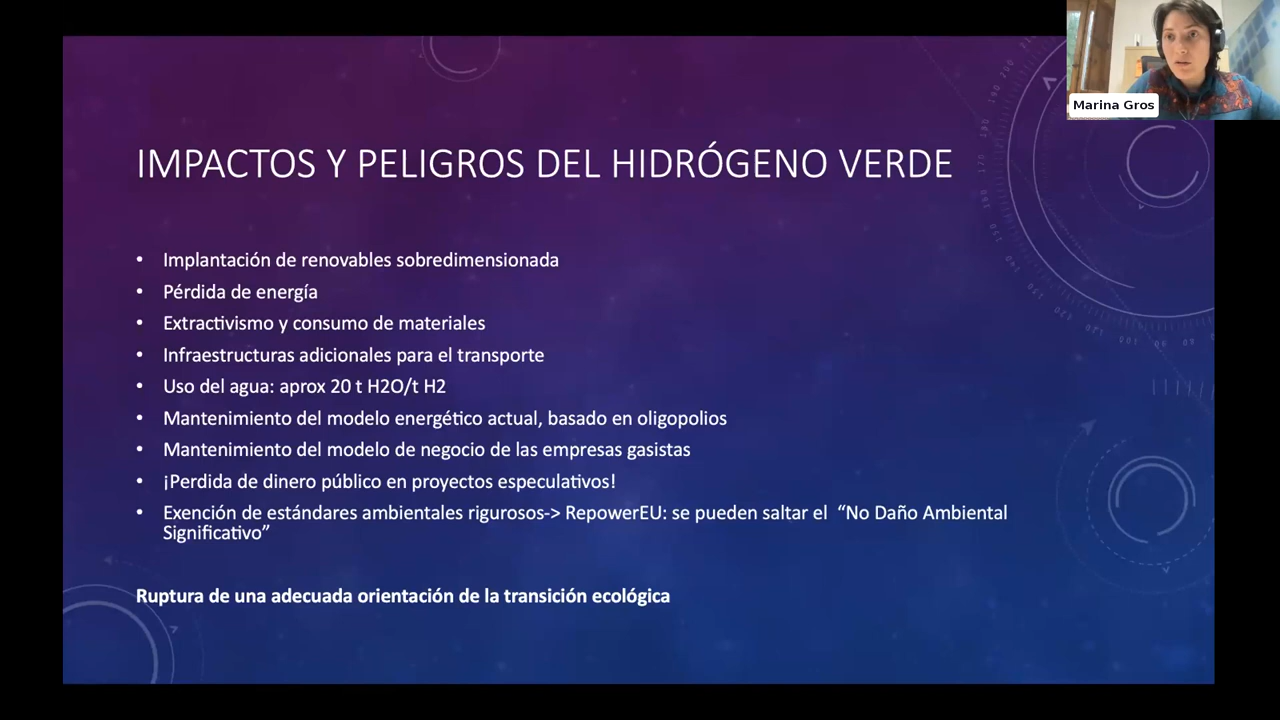 Marina Gros
IMPACTOS Y PELIGROS DEL HIDRÓGENO VERDE
• Implantación de renovables sobredimensionada
• Pérdida de energía
• Extractivismo y consumo de materiales
• Infraestructuras adicionales para el transporte
• Uso del agua: aprox 20 t H2O/t H2
• Mantenimiento del modelo energético actual, basado en oligopolios
• Mantenimiento del modelo de negocio de las empresas gasistas
• ¡Perdida de dinero público en proyectos especulativos!
• Exención de estándares ambientales rigurosos-> RepowerEU: se pueden saltar el “No Daño Ambiental
Significativo”
Ruptura de una adecuada orientación de la transición ecológica